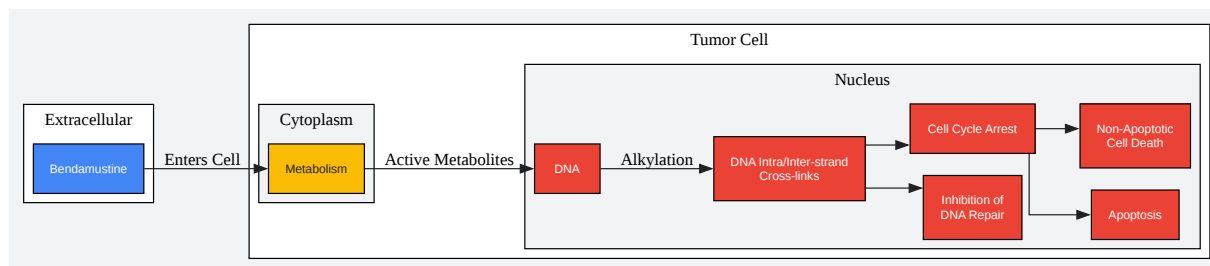 Tumor Cell
Nucleus
Extracellular
Cytoplasm
Bendamustine
Enters Cell
Metabolism
Active Metabolites
DNA
Alkylation
DNA Intra/Inter-strand
Cross-links
Cell Cycle Arrest
Non-Apoptotic
Cell Death
Inhibition of
DNA Repair
Apoptosis